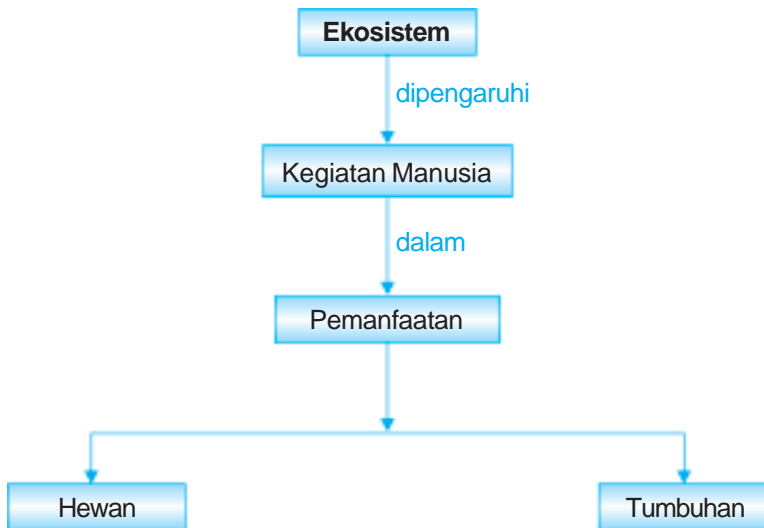 Ekosistem
dipengaruhi
Kegiatan Manusia
dalam
Pemanfaatan
Hewan
Tumbuhan